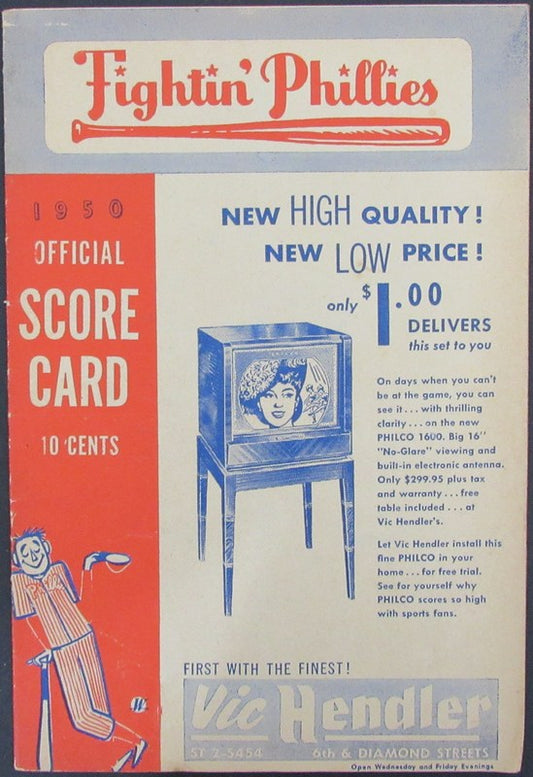 Fightin' Phillies
1950
OFFICIAL
SCORE
CARD
10 CENTS
NEW HIGH QUALITY!
NEW LOW PRICE!
only $1.00
DELIVERS
this set to you
On days when you can't
be at the game, you can
see it...with thrilling
clarity...on the new
PHILCO 1600. Big 16"
"No-Glare" viewing and
built-in electronic antenna.
Only $299.95 plus tax
and warranty...free
table included...at
Vic Hendler's.
Let Vic Hendler install this
fine PHILCO in your
home...for free trial.
See for yourself why
PHILCO scores so high
with sports fans.
FIRST WITH THE FINEST!
Vic Hendler
ST 2-5454 6th & DIAMOND STREETS
Open Wednesday and Friday Evenings